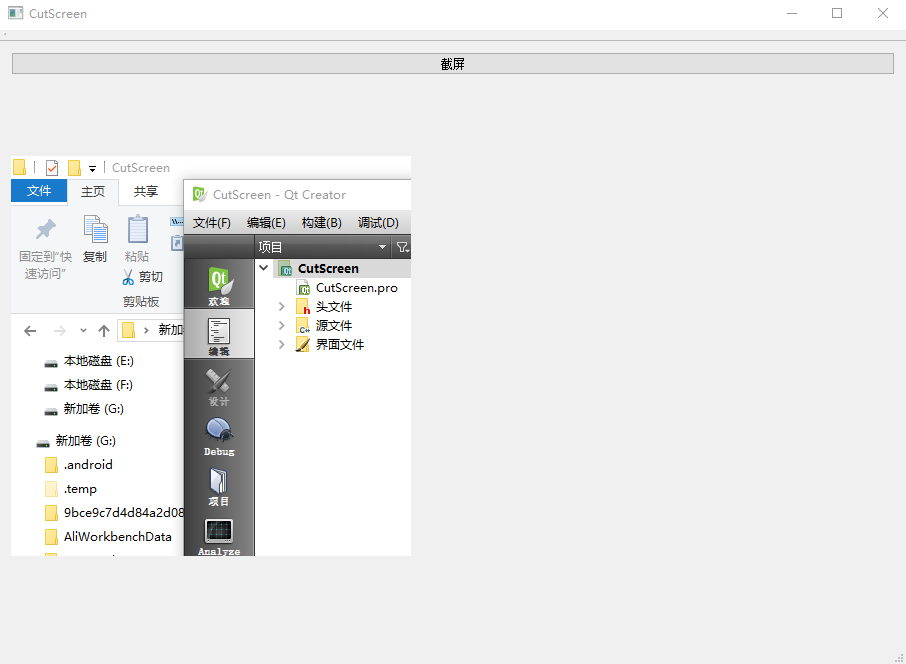 CutScreen
截屏
CutScreen
文件 主页 共享
CutScreen - Qt Creator
文件(F) 编辑(E) 构建(B) 调试(D)
固定到"快
速访问"
复制
粘贴
剪切
剪贴板
项目
CutScreen
CutScreen.pro
头文件
源文件
界面文件
欢迎
编辑
设计
Debug
项目
Analyze
新加
本地磁盘 (E:)
本地磁盘 (F:)
新加卷 (G:)
新加卷 (G:)
.android
.temp
9bce9c7d4d84a2d08
AliWorkbenchData